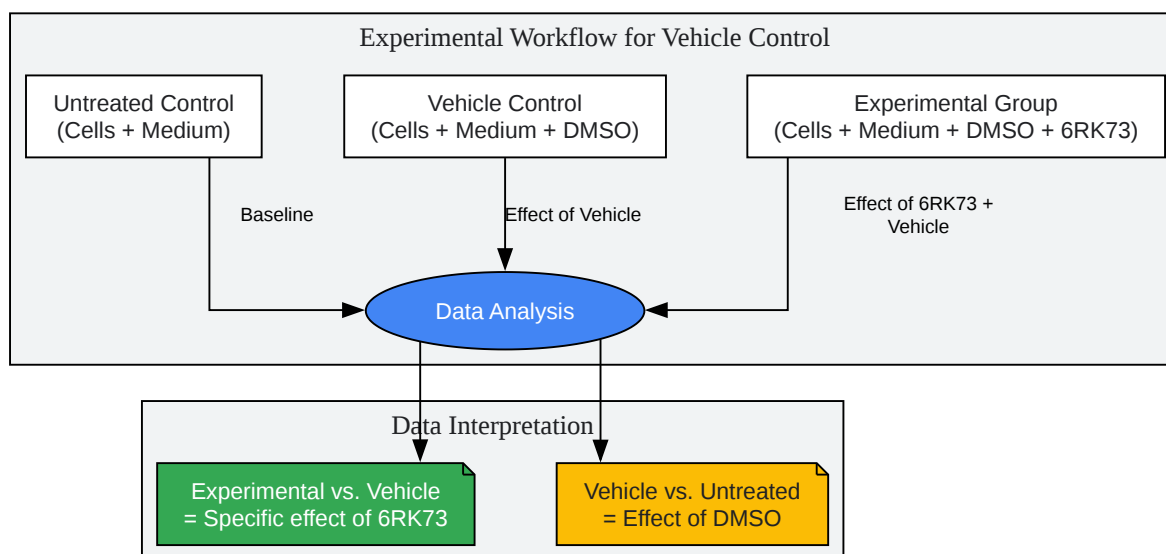 Experimental Workflow for Vehicle Control
Untreated Control
(Cells + Medium)
Vehicle Control
(Cells + Medium + DMSO)
Experimental Group
(Cells + Medium + DMSO + 6RK73)
Baseline
Effect of Vehicle
Effect of 6RK73 +
Vehicle
Data Analysis
Data Interpretation
Experimental vs. Vehicle
= Specific effect of 6RK73
Vehicle vs. Untreated
= Effect of DMSO